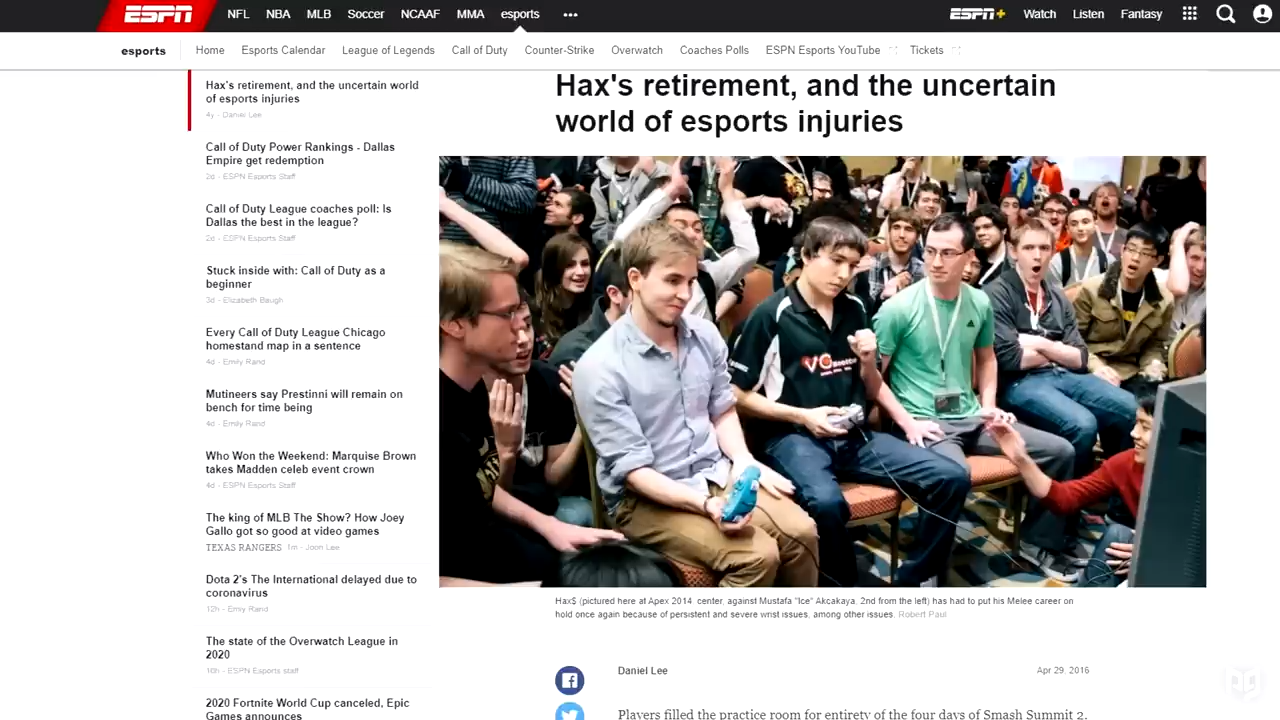 ESPN NFL NBA MLB Soccer NCAAF MMA esports ••• ESPN+ Watch Listen Fantasy
esports Home Esports Calendar League of Legends Call of Duty Counter-Strike Overwatch Coaches Polls ESPN Esports YouTube Tickets
Hax's retirement, and the uncertain world
of esports injuries
4y - Daniel Lee
Call of Duty Power Rankings - Dallas
Empire get redemption
2d - ESPN Esports Staff
Call of Duty League coaches poll: Is
Dallas the best in the league?
2d - ESPN Esports Staff
Stuck inside with: Call of Duty as a
beginner
3d - Elizabeth Baugh
Every Call of Duty League Chicago
homestand map in a sentence
4d - Emily Rand
Mutineers say Prestinni will remain on
bench for time being
4d - Emily Rand
Who Won the Weekend: Marquise Brown
takes Madden celeb event crown
4d - ESPN Esports Staff
The king of MLB The Show? How Joey
Gallo got so good at video games
TEXAS RANGERS 1m - Joon Lee
Dota 2's The International delayed due to
coronavirus
12h - Emily Rand
The state of the Overwatch League in
2020
16h - ESPN Esports staff
2020 Fortnite World Cup canceled, Epic
Games announces
Hax's retirement, and the uncertain
world of esports injuries
Hax$ (pictured here at Apex 2014, center, against Mustafa "Ice" Akcakaya, 2nd from the left) has had to put his Melee career on
hold once again because of persistent and severe wrist issues, among other issues. Robert Paul
Daniel Lee Apr 29, 2016
Players filled the practice room for entirety of the four days of Smash Summit 2.